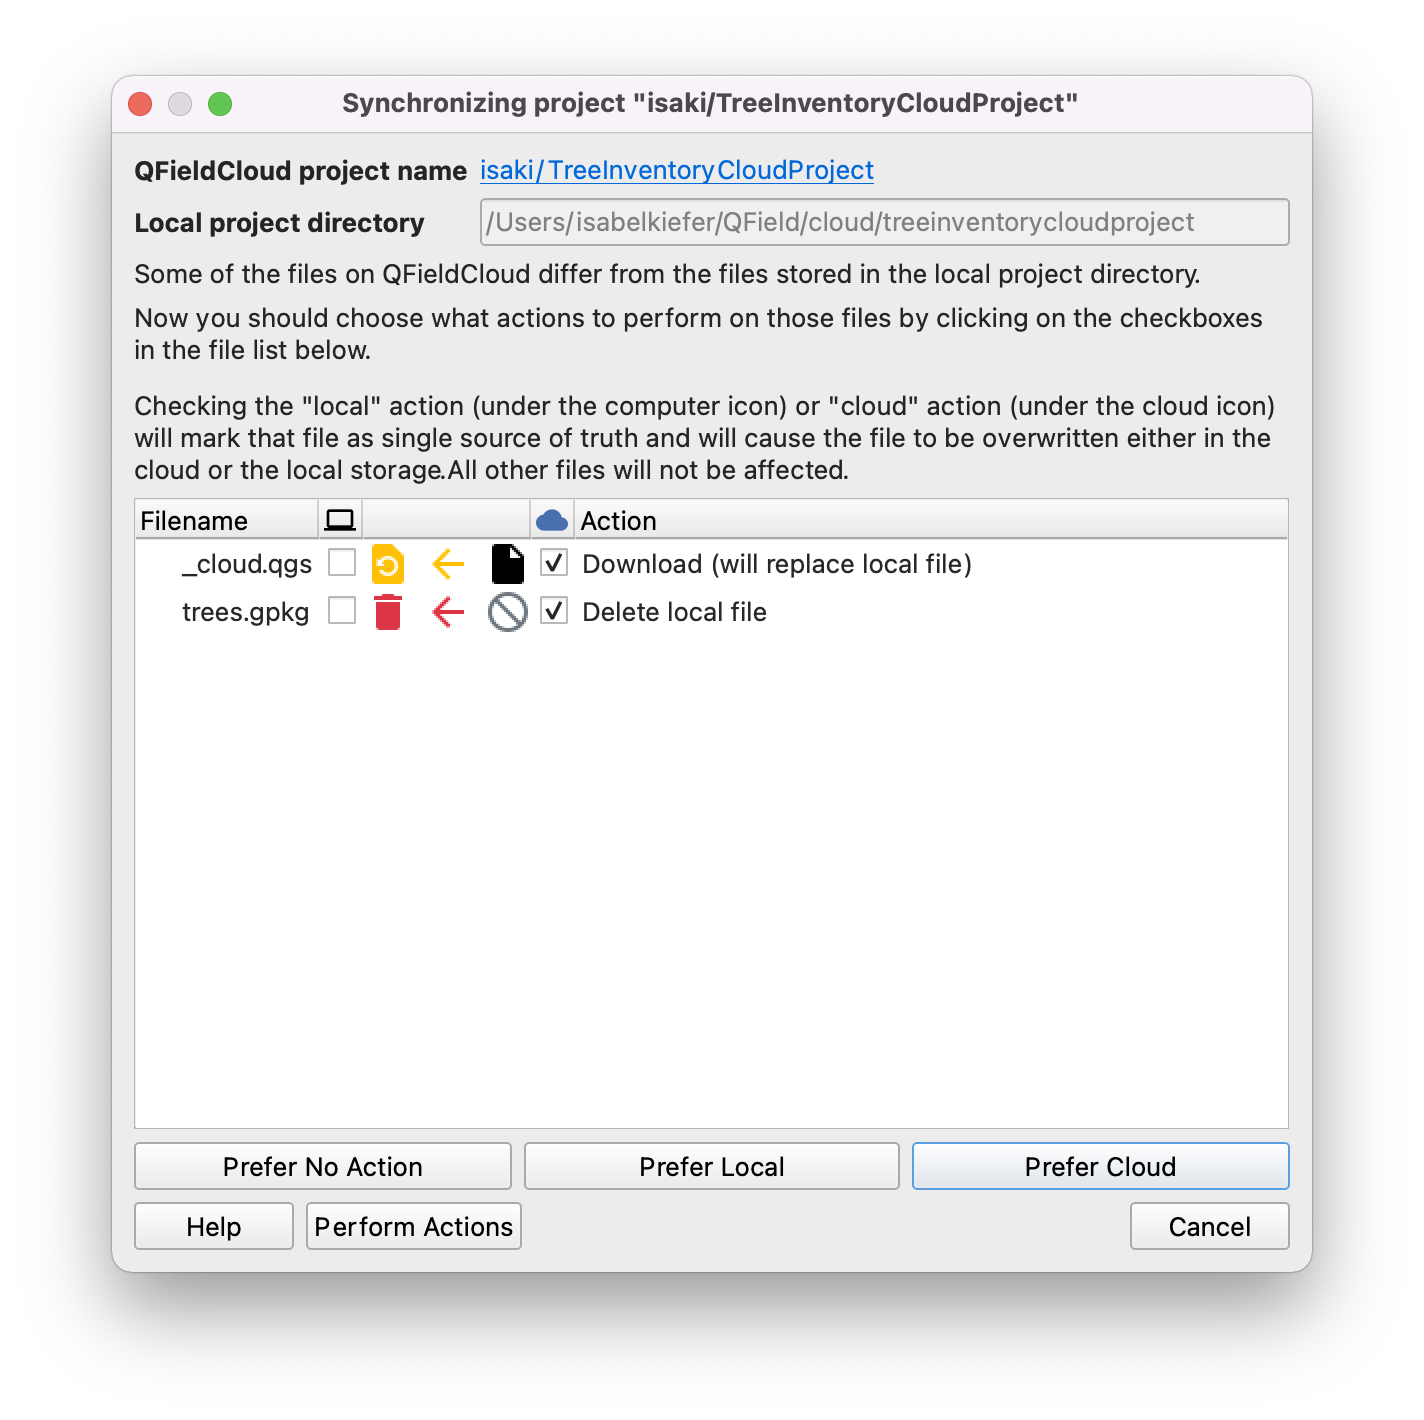 Synchronizing project "isaki/TreeInventoryCloudProject"
QFieldCloud project name isaki/TreeInventoryCloudProject
Local project directory /Users/isabelkiefer/QField/cloud/treeinventorycloudproject
Some of the files on QFieldCloud differ from the files stored in the local project directory.
Now you should choose what actions to perform on those files by clicking on the checkboxes
in the file list below.
Checking the "local" action (under the computer icon) or "cloud" action (under the cloud icon)
will mark that file as single source of truth and will cause the file to be overwritten either in the
cloud or the local storage.All other files will not be affected.
Filename Action
_cloud.qgs Download (will replace local file)
trees.gpkg Delete local file
Prefer No Action Prefer Local Prefer Cloud
Help Perform Actions Cancel